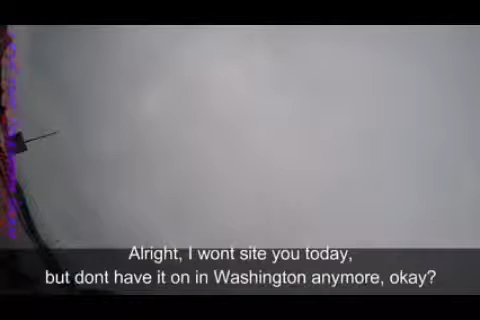 Alright, I wont site you today,
but dont have it on in Washington anymore, okay?